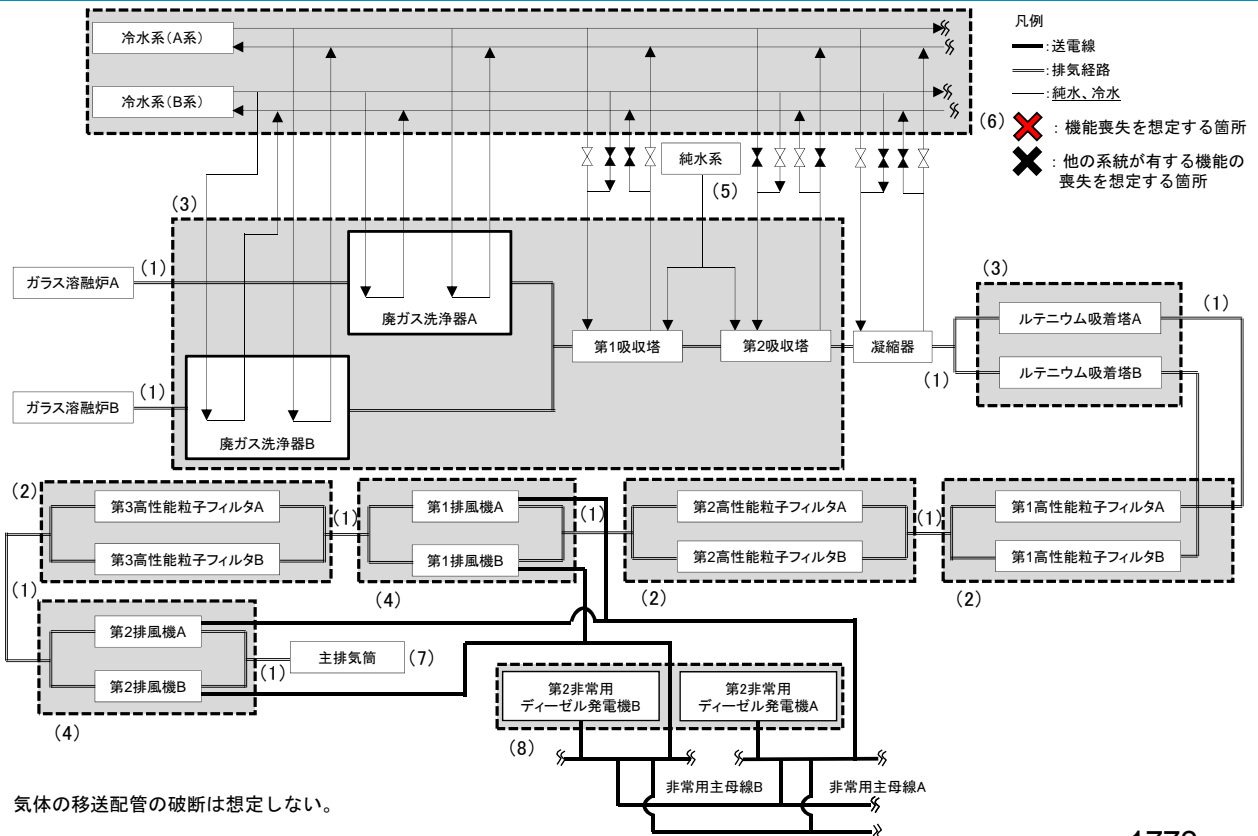 冷水系(A系)
冷水系(B系)
凡例
:送電線
:排気経路
:純水、冷水
:機能喪失を想定する箇所
:他の系統が有する機能の
喪失を想定する箇所
(6)
純水系
(5)
(3)
ガラス溶融炉A
(1)
廃ガス洗浄器A
ガラス溶融炉B
(1)
廃ガス洗浄器B
第1吸収塔
第2吸収塔
凝縮器
(1)
(3)
ルテニウム吸着塔A
ルテニウム吸着塔B
(1)
(2)
第3高性能粒子フィルタA
第3高性能粒子フィルタB
(1)
第1排風機A
第1排風機B
(4)
(1)
第2高性能粒子フィルタA
第2高性能粒子フィルタB
(2)
(1)
第1高性能粒子フィルタA
第1高性能粒子フィルタB
(2)
(1)
第2排風機A
第2排風機B
(4)
(1)
主排気筒
(7)
第2非常用
ディーゼル発電機B
第2非常用
ディーゼル発電機A
(8)
非常用主母線B
非常用主母線A
気体の移送配管の破断は想定しない。